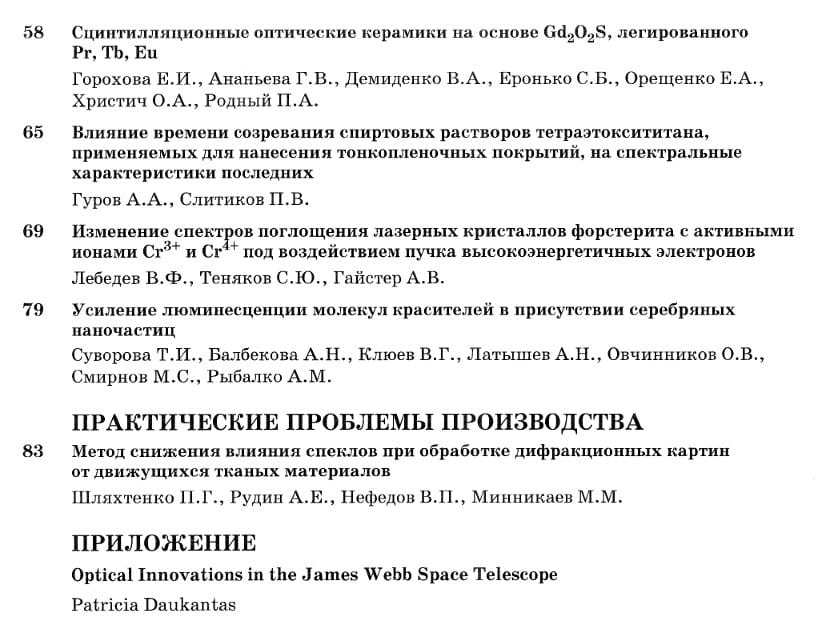 58 Сцинтилляционные оптические керамики на основе Gd₂O₂S, легированного
Pr, Tb, Eu
Горохова Е.И., Ананьева Г.В., Демиденко В.А., Еронько С.Б., Орещенко Е.А.,
Христич О.А., Родный П.А.
65 Влияние времени созревания спиртовых растворов тетраэтоксититана,
применяемых для нанесения тонкопленочных покрытий, на спектральные
характеристики последних
Гуров А.А., Слитиков П.В.
69 Изменение спектров поглощения лазерных кристаллов форстерита с активными
ионами Cr³⁺ и Cr⁴⁺ под воздействием пучка высокоэнергетичных электронов
Лебедев В.Ф., Теняков С.Ю., Гайстер А.В.
79 Усиление люминесценции молекул красителей в присутствии серебряных
наночастиц
Суворова Т.И., Балбекова А.Н., Клюев В.Г., Латышев А.Н., Овчинников О.В.,
Смирнов М.С., Рыбалко А.М.
ПРАКТИЧЕСКИЕ ПРОБЛЕМЫ ПРОИЗВОДСТВА
83 Метод снижения влияния спеклов при обработке дифракционных картин
от движущихся тканых материалов
Шляхтенко П.Г., Рудин А.Е., Нефедов В.П., Минникаев М.М.
ПРИЛОЖЕНИЕ
Optical Innovations in the James Webb Space Telescope
Patricia Daukantas